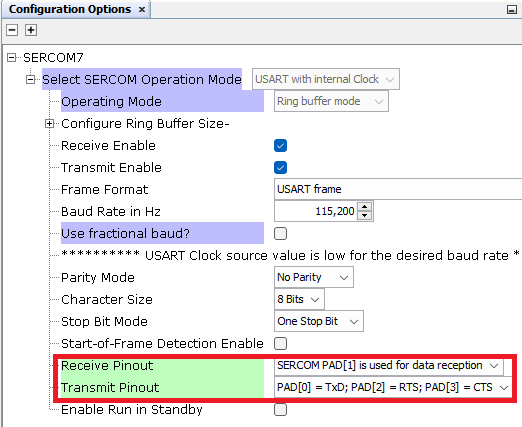 Configuration Options ×
SERCOM7
Select SERCOM Operation Mode USART with internal Clock
Operating Mode Ring buffer mode
Configure Ring Buffer Size-
Receive Enable
Transmit Enable
Frame Format USART frame
Baud Rate in Hz 115,200
Use fractional baud?
********** USART Clock source value is low for the desired baud rate *
Parity Mode No Parity
Character Size 8 Bits
Stop Bit Mode One Stop Bit
Start-of-Frame Detection Enable
Receive Pinout SERCOM PAD[1] is used for data reception
Transmit Pinout PAD[0] = TxD; PAD[2] = RTS; PAD[3] = CTS
Enable Run in Standby